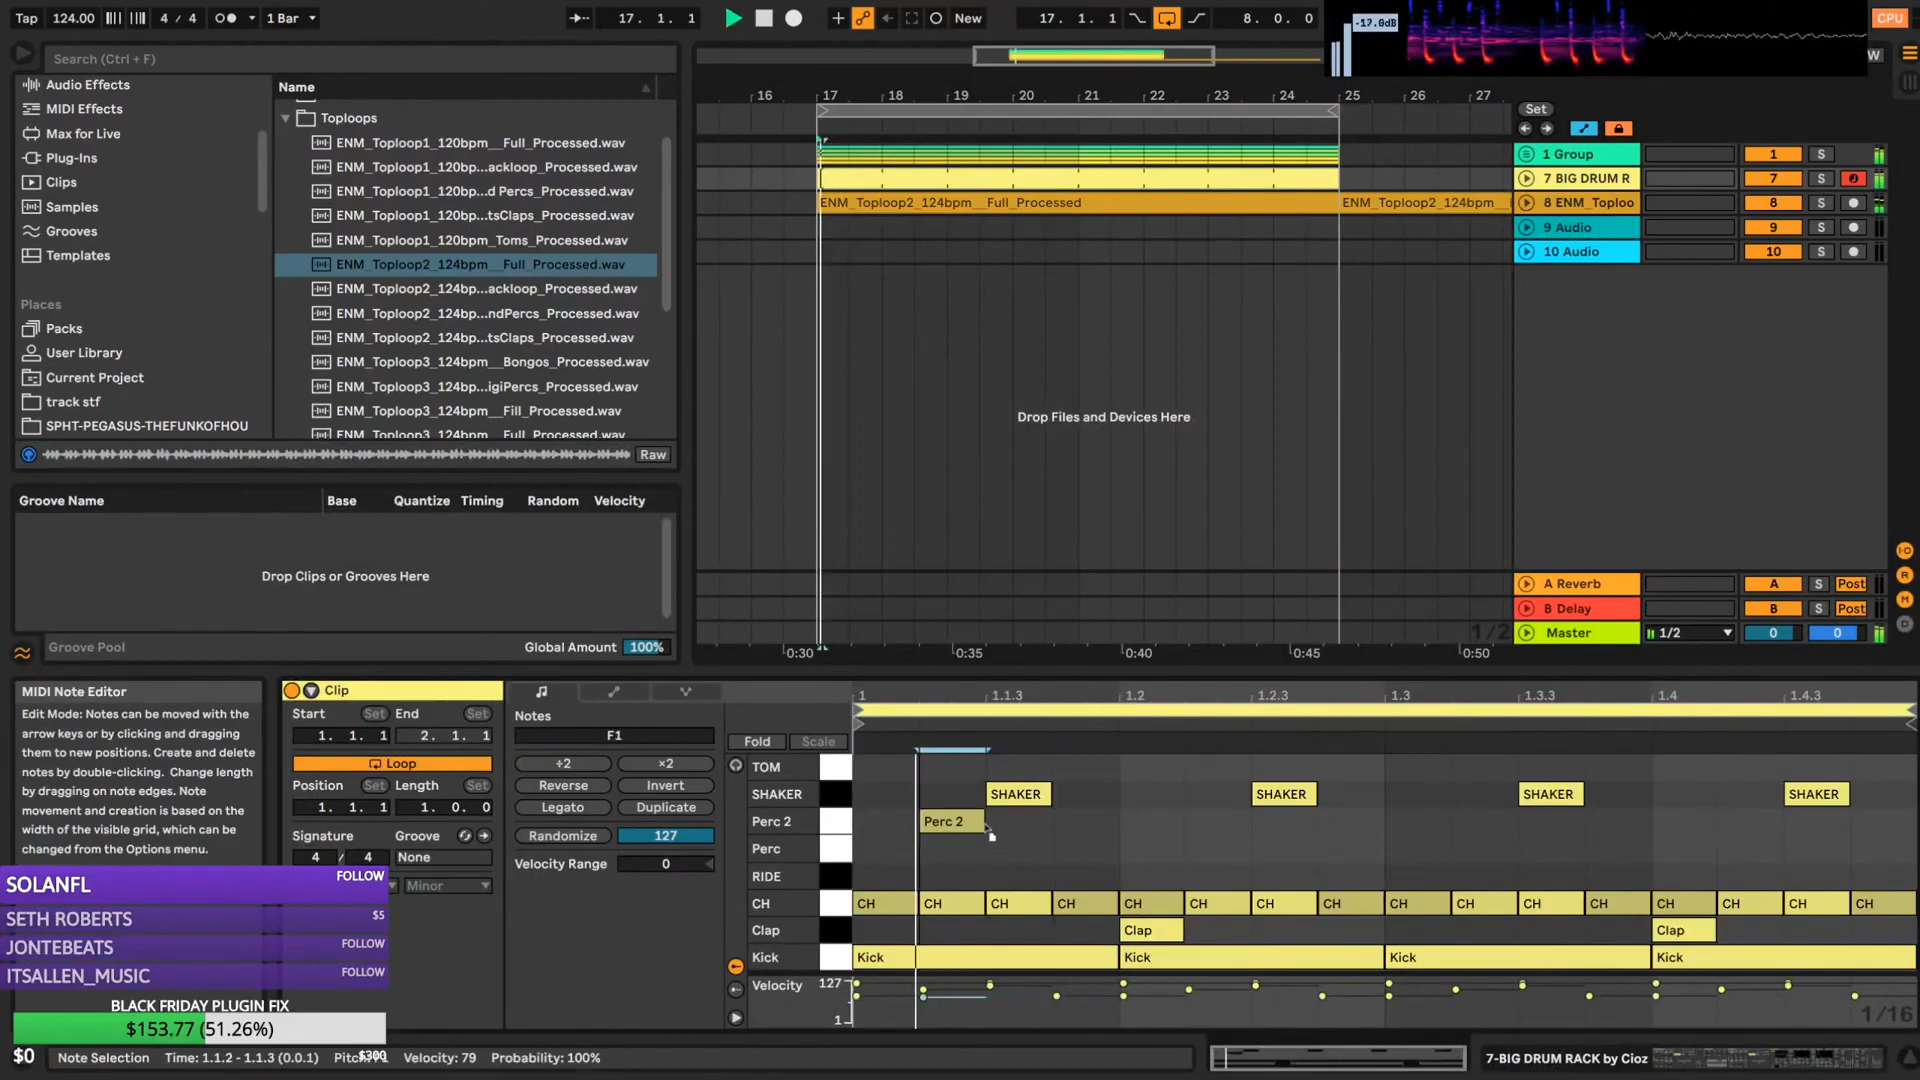 Tap 124.00 4 / 4 1 Bar 17. 1. 1 New 17. 1. 1 8. 0. 0 -17.0dB CPU
Search (Ctrl + F)
W
Audio Effects
MIDI Effects
Max for Live
Plug-Ins
Clips
Samples
Grooves
Templates
Places
Packs
User Library
Current Project
track stf
SPHT-PEGASUS-THEFUNKOFHOU
Name
Toploops
ENM_Toploop1_120bpm__Full_Processed.wav
ENM_Toploop1_120bp...ackloop_Processed.wav
ENM_Toploop1_120bp...d Percs_Processed.wav
ENM_Toploop1_120bp...tsClaps_Processed.wav
ENM_Toploop1_120bpm_Toms_Processed.wav
ENM_Toploop2_124bpm__Full_Processed.wav
ENM_Toploop2_124bp...ackloop_Processed.wav
ENM_Toploop2_124bp...ndPercs_Processed.wav
ENM_Toploop2_124bp...tsClaps_Processed.wav
ENM_Toploop3_124bpm__Bongos_Processed.wav
ENM_Toploop3_124bp...igiPercs_Processed.wav
ENM_Toploop3_124bpm__Fill_Processed.wav
ENM_Toploop3_124bpm__Full_Processed.wav
Raw
Groove Name Base Quantize Timing Random Velocity
Drop Clips or Grooves Here
Groove Pool Global Amount 100%
16 17 18 19 20 21 22 23 24 25 26 27
Set
1 Group 1 S
7 BIG DRUM R 7 S
ENM_Toploop2_124bpm__Full_Processed ENM_Toploop2_124bpm__ 8 ENM_Toploo 8 S
9 Audio 9 S
10 Audio 10 S
Drop Files and Devices Here
A Reverb A S Post
B Delay B S Post
1/2 Master 1/2 0 0
0:30 0:35 0:40 0:45 0:50
MIDI Note Editor
Edit Mode: Notes can be moved with the
arrow keys or by clicking and dragging
them to new positions. Create and delete
notes by double-clicking. Change length
by dragging on note edges. Note
movement and creation is based on the
width of the visible grid, which can be
changed from the Options menu.
Clip
Start Set End Set
1. 1. 1 2. 1. 1
Loop
Position Set Length Set
1. 1. 1 1. 0. 0
Signature Groove
4 / 4 None
Minor
Notes
F1
÷2 ×2
Reverse Invert
Legato Duplicate
Randomize 127
Velocity Range 0
1 1.1.3 1.2 1.2.3 1.3 1.3.3 1.4 1.4.3
Fold Scale
TOM
SHAKER SHAKER SHAKER SHAKER SHAKER
Perc 2 Perc 2
Perc
RIDE
CH CH CH CH CH CH CH CH CH CH CH CH CH CH CH CH CH
Clap Clap Clap
Kick Kick Kick Kick Kick
Velocity 127
1 1/16
SOLANFL FOLLOW
SETH ROBERTS $5
JONTEBEATS FOLLOW
ITSALLEN_MUSIC FOLLOW
BLACK FRIDAY PLUGIN FIX
$153.77 (51.26%)
$0 $300
Note Selection Time: 1.1.2 - 1.1.3 (0.0.1) Velocity: 79 Probability: 100% 7-BIG DRUM RACK by Cioz